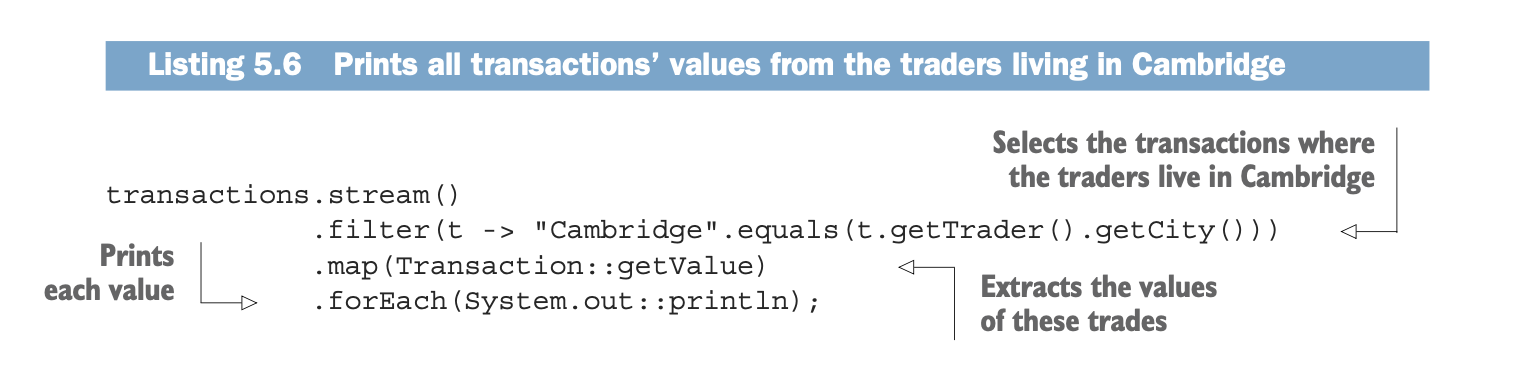 Listing 5.6 Prints all transactions’ values from the traders living in Cambridge
Selects the transactions where
the traders live in Cambridge
transactions.stream()
.filter(t -> "Cambridge".equals(t.getTrader().getCity()))
Prints
each value
.map(Transaction::getValue)
.forEach(System.out::println);
Extracts the values
of these trades